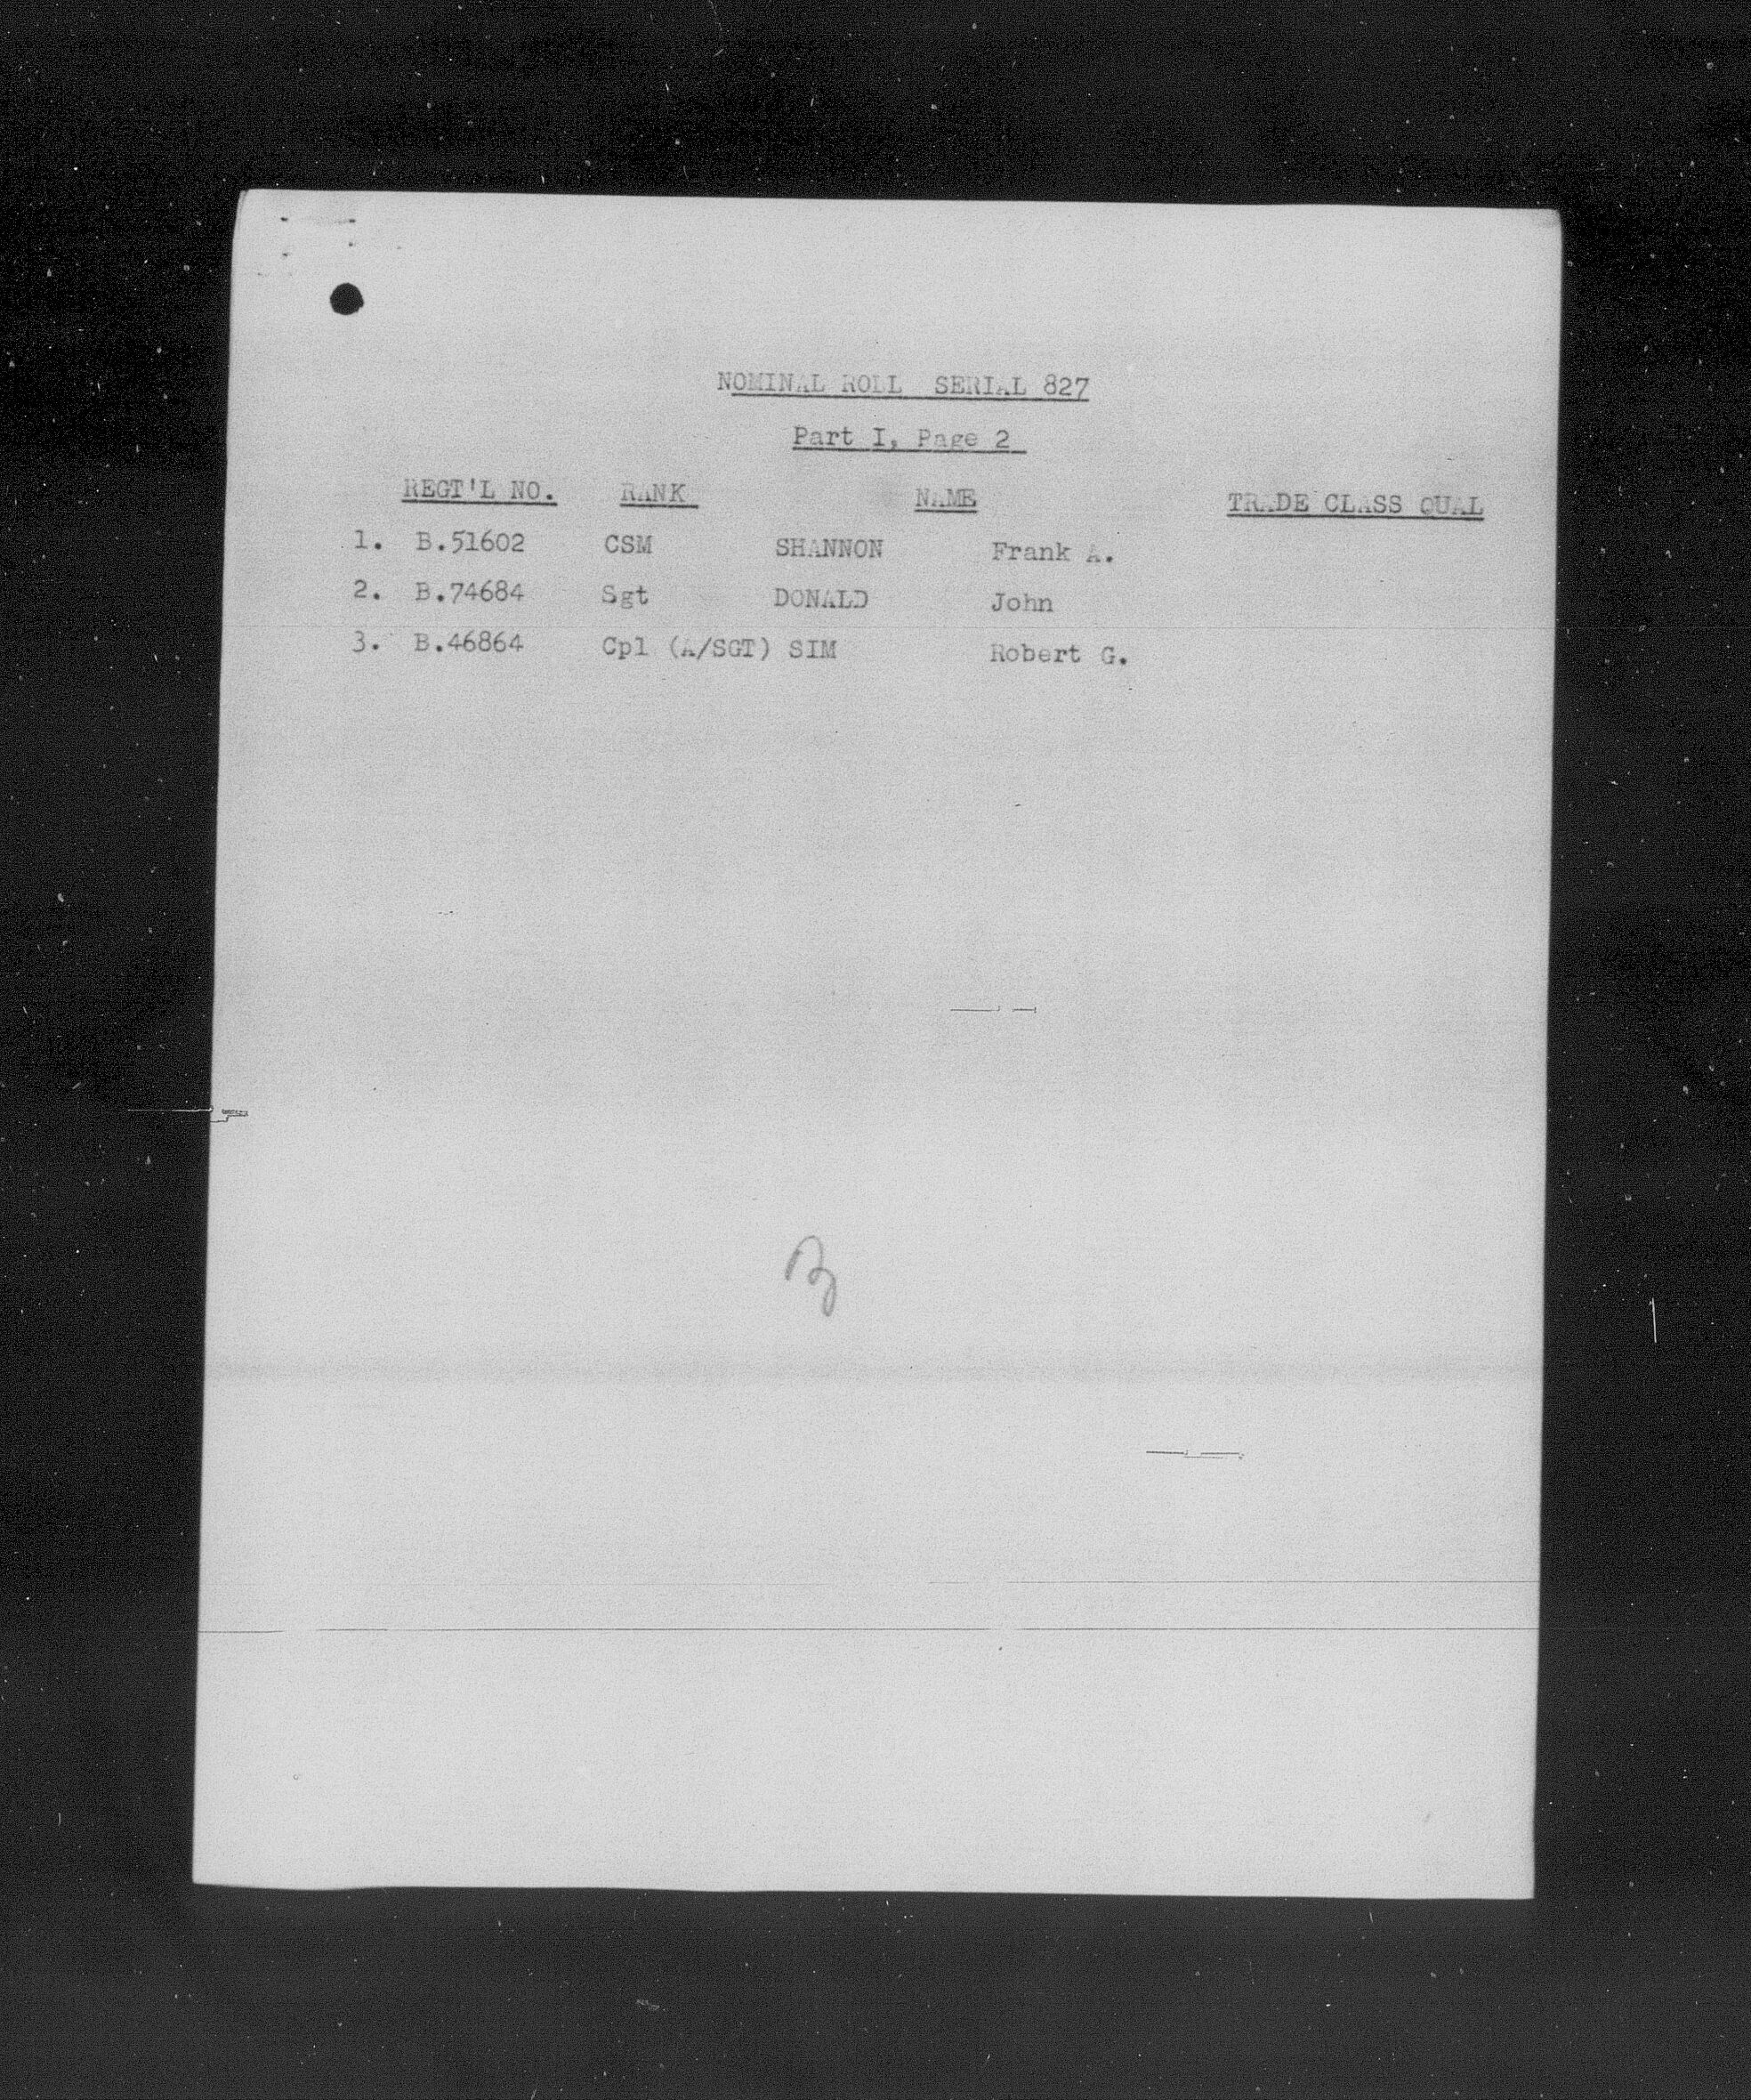 NOMINAL ROLL SERIAL 827
Part I, Page 2
REGT'L NO. RANK NAME TRADE CLASS QUAL
1. B.51602 CSM SHANNON Frank A.
2. B.74684 Sgt DONALD John
3. B.46864 Cpl (A/SGT) SIM Robert G.